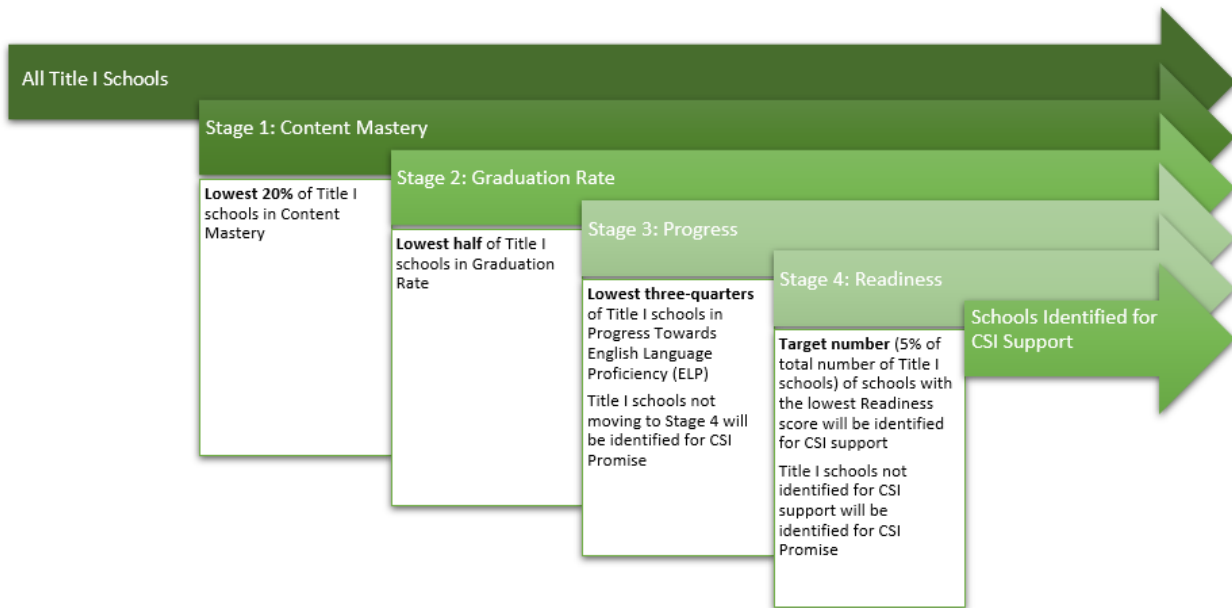 All Title I Schools
Stage 1: Content Mastery
Lowest 20% of Title I
schools in Content
Mastery
Stage 2: Graduation Rate
Lowest half of Title I
schools in Graduation
Rate
Stage 3: Progress
Lowest three-quarters
of Title I schools in
Progress Towards
English Language
Proficiency (ELP)
Title I schools not
moving to Stage 4 will
be identified for CSI
Promise
Stage 4: Readiness
Target number (5% of
total number of Title I
schools) of schools with
the lowest Readiness
score will be identified
for CSI support
Title I schools not
identified for CSI
support will be
identified for CSI
Promise
Schools Identified for
CSI Support